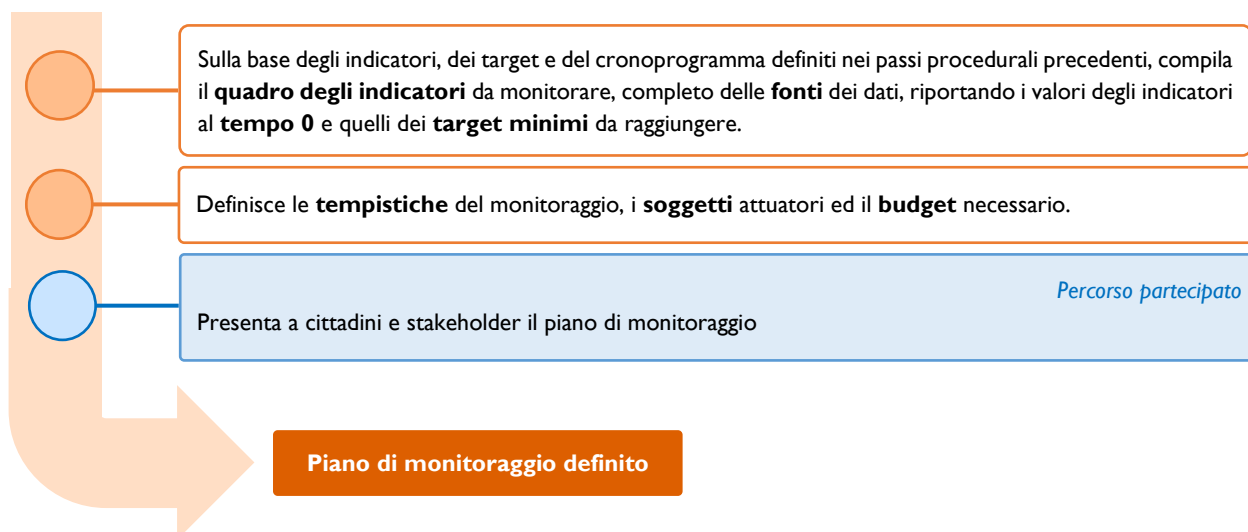 Sulla base degli indicatori, dei target e del cronoprogramma definiti nei passi procedurali precedenti, compila
il quadro degli indicatori da monitorare, completo delle fonti dei dati, riportando i valori degli indicatori
al tempo 0 e quelli dei target minimi da raggiungere.
Definisce le tempistiche del monitoraggio, i soggetti attuatori ed il budget necessario.
Percorso partecipato
Presenta a cittadini e stakeholder il piano di monitoraggio
Piano di monitoraggio definito